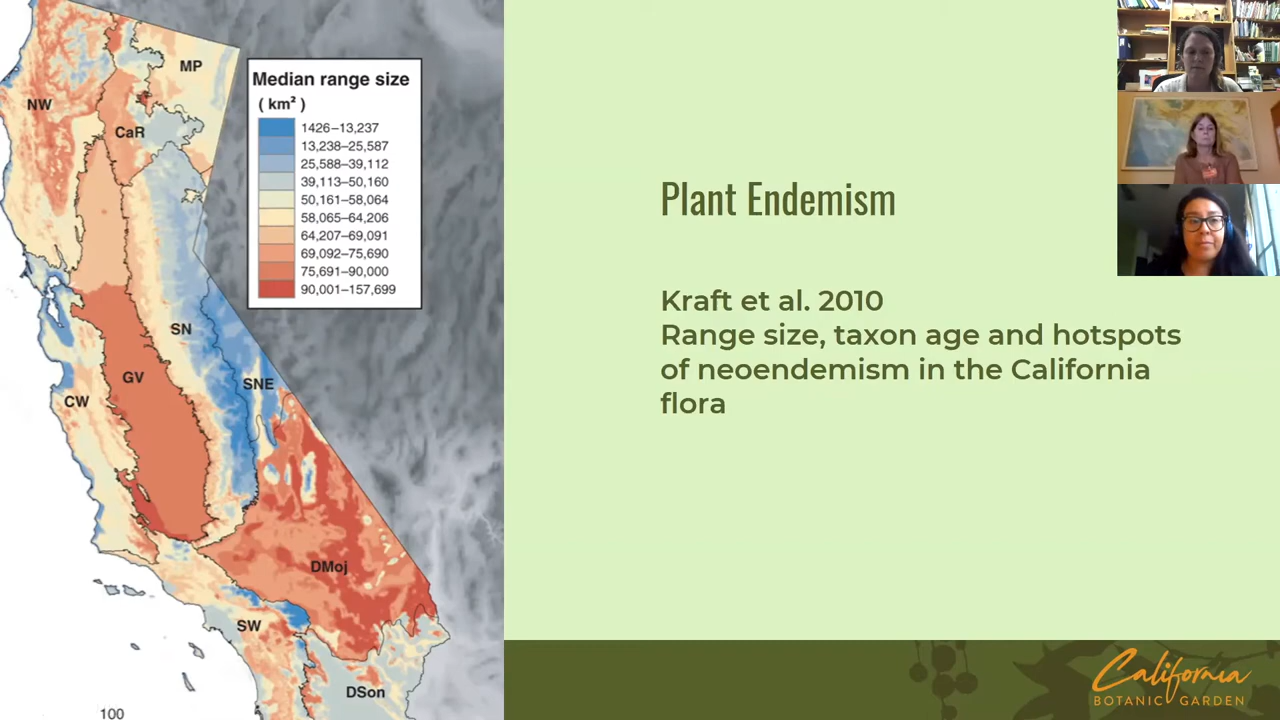 MP
NW
CaR
SN
SNE
GV
CW
DMoj
SW
DSon
100
Median range size
( km² )
1426–13,237
13,238–25,587
25,588–39,112
39,113–50,160
50,161–58,064
58,065–64,206
64,207–69,091
69,092–75,690
75,691–90,000
90,001–157,699
Plant Endemism
Kraft et al. 2010
Range size, taxon age and hotspots
of neoendemism in the California
flora
California
BOTANIC GARDEN